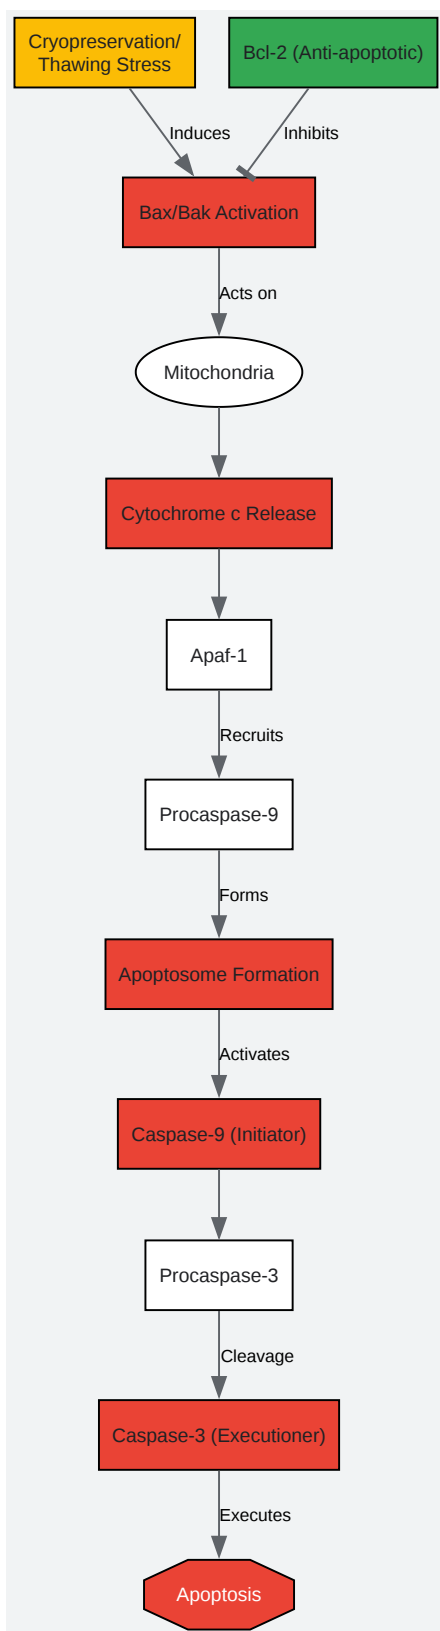 Cryopreservation/
Thawing Stress
Bcl-2 (Anti-apoptotic)
Induces
Inhibits
Bax/Bak Activation
Acts on
Mitochondria
Cytochrome c Release
Apaf-1
Recruits
Procaspase-9
Forms
Apoptosome Formation
Activates
Caspase-9 (Initiator)
Procaspase-3
Cleavage
Caspase-3 (Executioner)
Executes
Apoptosis